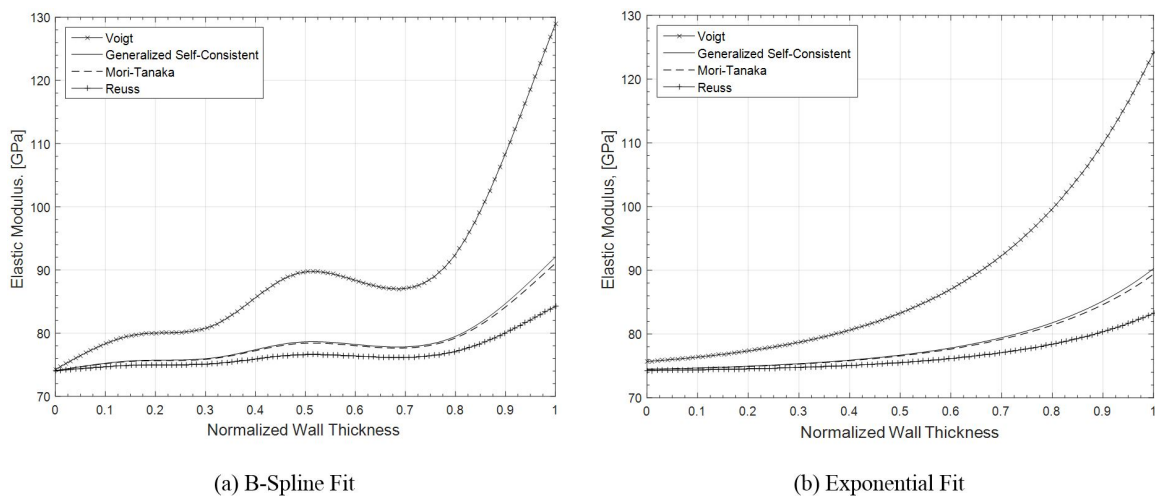 130
120
110
100
90
80
70
Elastic Modulus. [GPa]
Voigt
Generalized Self-Consistent
Mori-Tanaka
Reuss
0 0.1 0.2 0.3 0.4 0.5 0.6 0.7 0.8 0.9 1
Normalized Wall Thickness
(a) B-Spline Fit
130
120
110
100
90
80
70
Elastic Modulus, [GPa]
Voigt
Generalized Self-Consistent
Mori-Tanaka
Reuss
0 0.1 0.2 0.3 0.4 0.5 0.6 0.7 0.8 0.9 1
Normalized Wall Thickness
(b) Exponential Fit